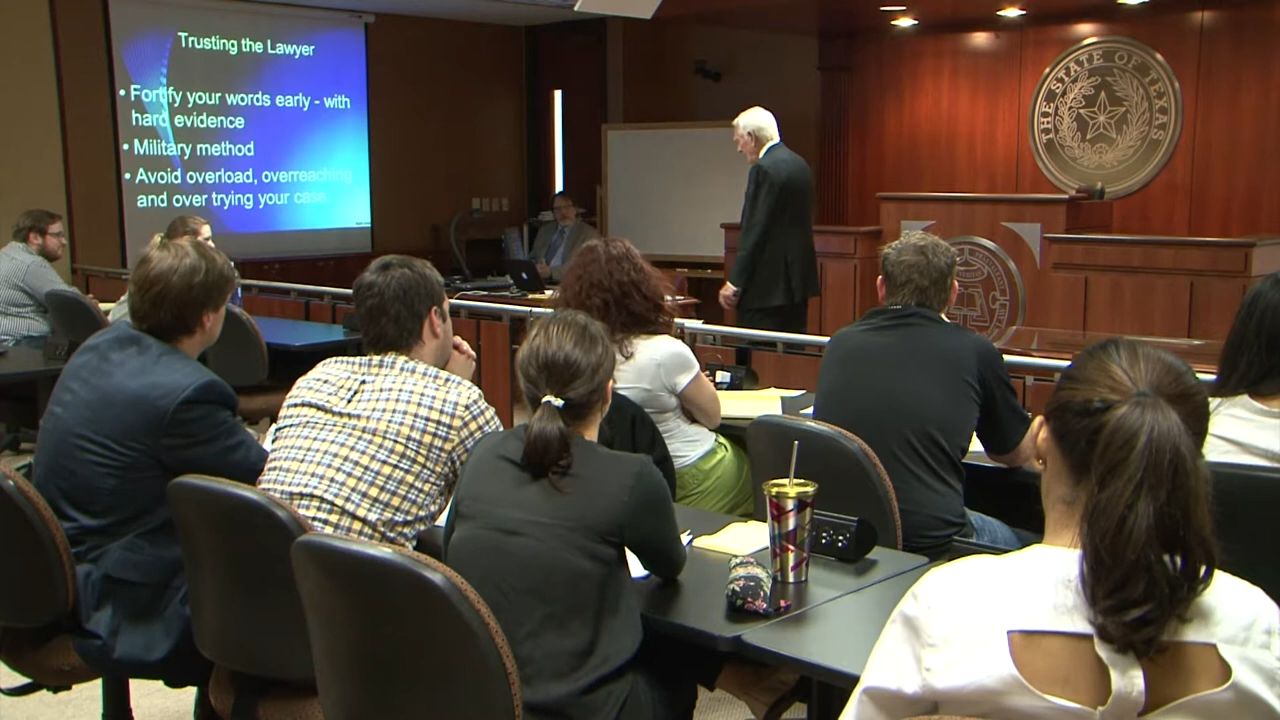 Trusting the Lawyer
• Fortify your words early - with
hard evidence
• Military method
• Avoid overload, overreaching
and over trying your case.
THE STATE OF TEXAS